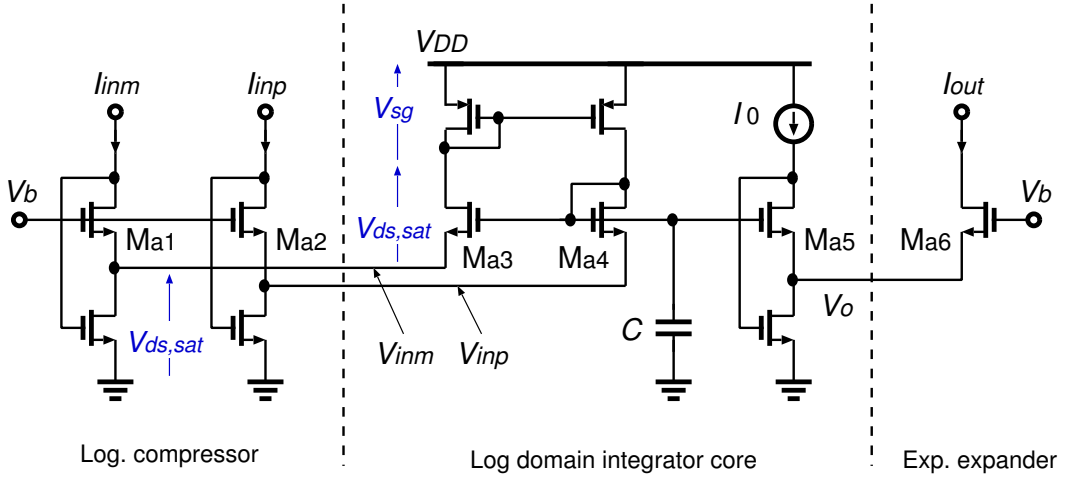 VDD
Iinm
Iinp
Vsg
I0
Iout
Vb
Vb
Ma1
Ma2
Vds,sat
Ma3
Ma4
Ma5
Ma6
Vds,sat
Vinm
Vinp
C
Vo
Log. compressor
Log domain integrator core
Exp. expander